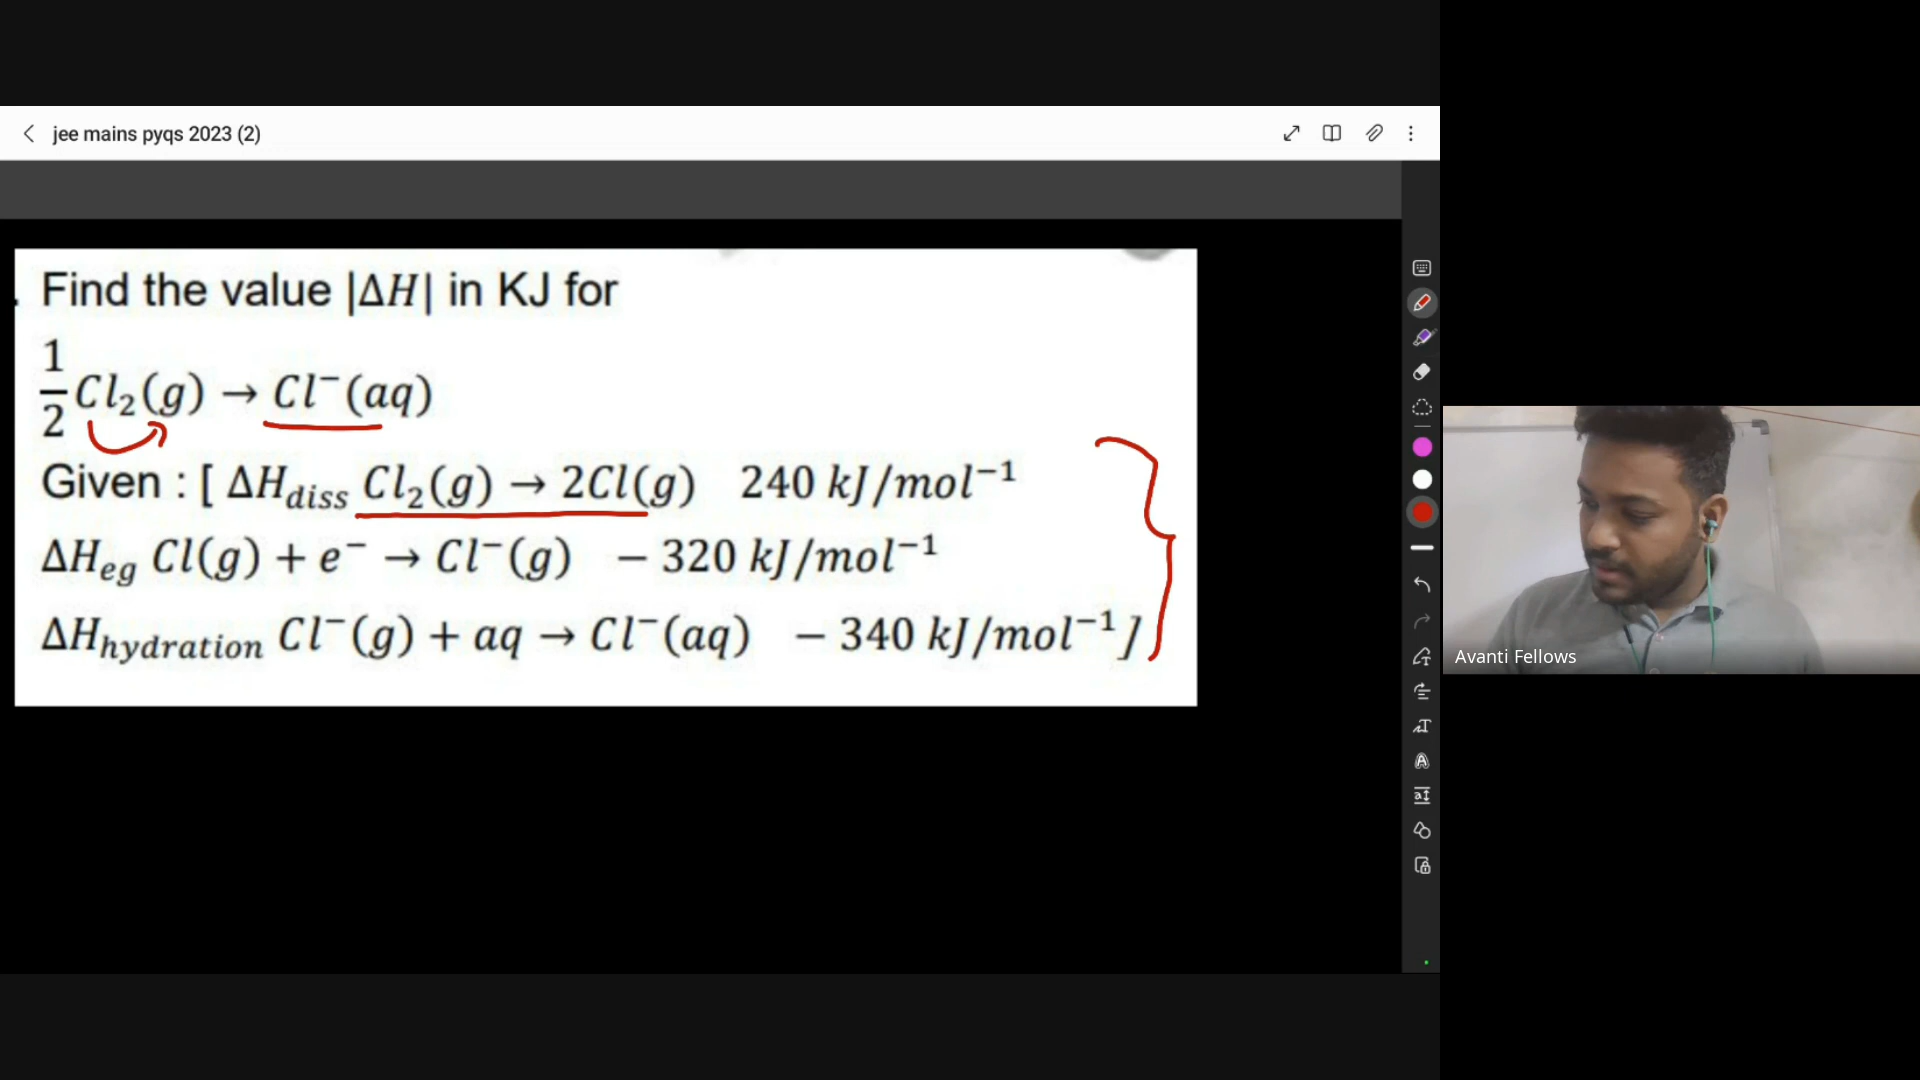 jee mains pyqs 2023 (2)
. Find the value |ΔH| in KJ for
1/2 Cl₂(g) → Cl⁻(aq)
Given : [ ΔH_diss Cl₂(g) → 2Cl(g) 240 kJ/mol⁻¹
ΔH_eg Cl(g) + e⁻ → Cl⁻(g) − 320 kJ/mol⁻¹
ΔH_hydration Cl⁻(g) + aq → Cl⁻(aq) − 340 kJ/mol⁻¹]
Avanti Fellows